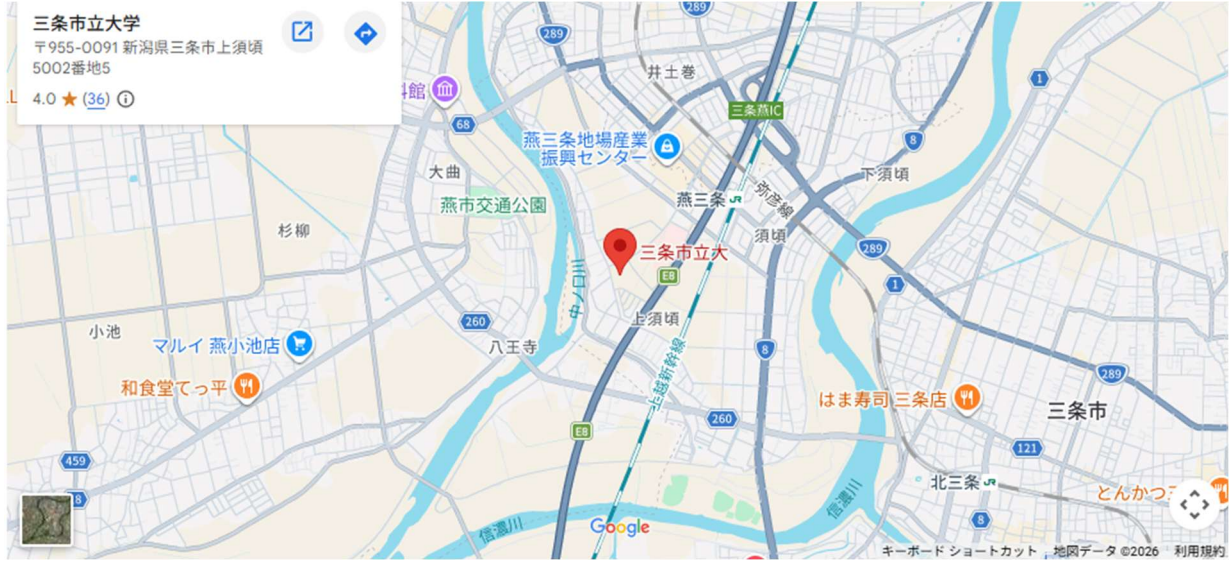 三条市立大学
〒955-0091 新潟県三条市上須頃
5002番地5
4.0 ★ (36)
289
289
井土巻
1
料館
三条燕IC
68
燕三条地場産業
振興センター
8
大曲
下須頃
燕三条 JR
弥彦線
燕市交通公園
杉柳
須頃
三条市立大
289
中ノ口川
E8
1
小池
260
上須頃
マルイ 燕小池店
八王寺
8
上越新幹線
289
和食堂てっ平
はま寿司 三条店
三条市
260
E8
121
459
北三条 JR
8
とんかつ三
信濃川
信濃川
8
Google
キーボード ショートカット
地図データ ©2026
利用規約